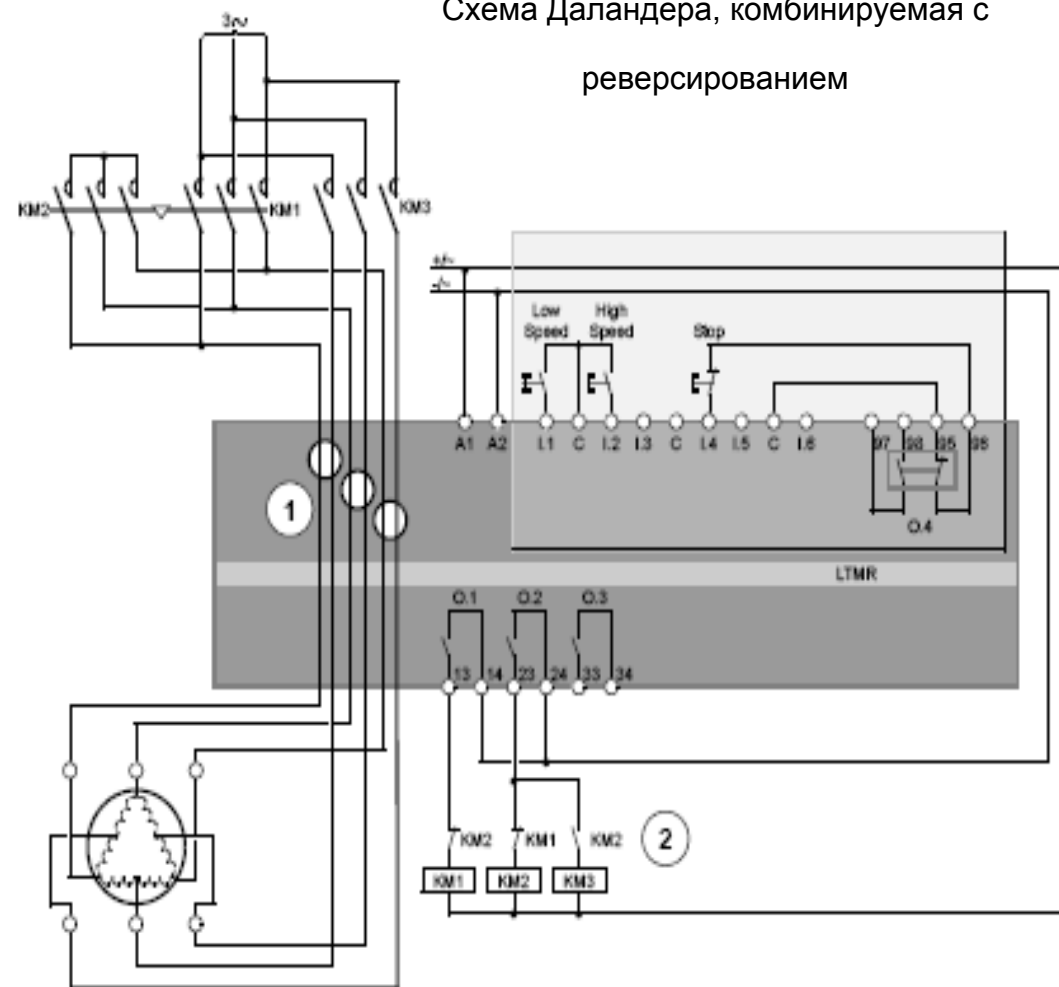 Схема Даландера, комбинируемая с
реверсированием
3~
KM2
KM1
KM3
+/~
-/~
Low
Speed
High
Speed
Stop
A1 A2 I.1 C I.2 I.3 C I.4 I.5 C I.6 97 98 95 96
O.4
1
LTMR
O.1 O.2 O.3
13 14 23 24 33 34
KM2 KM1 KM2
2
KM1 KM2 KM3